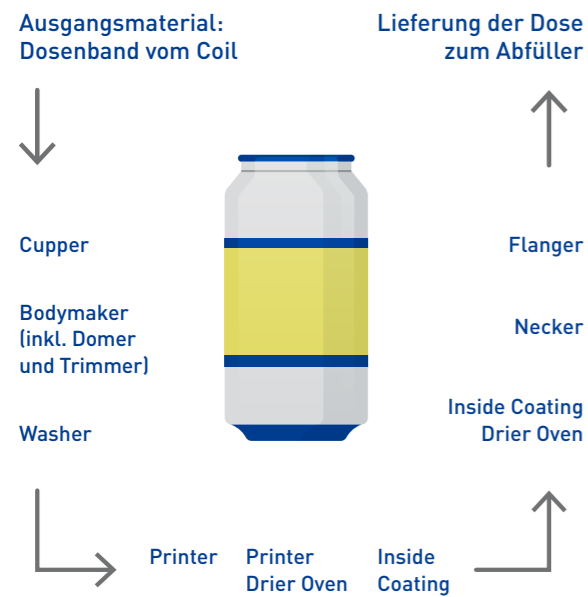 Ausgangsmaterial:
Dosenband vom Coil
Lieferung der Dose
zum Abfüller
Cupper
Bodymaker
(inkl. Domer
und Trimmer)
Washer
Printer
Printer
Drier Oven
Inside
Coating
Inside Coating
Drier Oven
Necker
Flanger